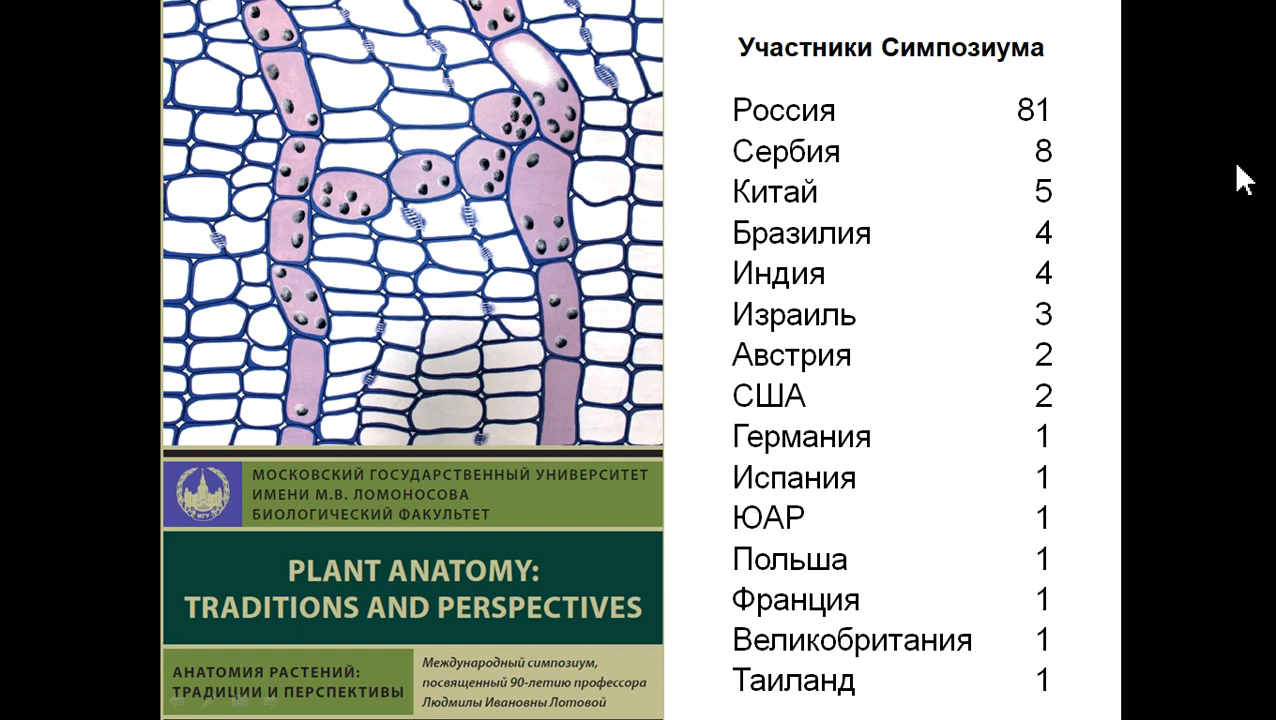 МОСКОВСКИЙ ГОСУДАРСТВЕННЫЙ УНИВЕРСИТЕТ
ИМЕНИ М.В. ЛОМОНОСОВА
БИОЛОГИЧЕСКИЙ ФАКУЛЬТЕТ
МГУ
PLANT ANATOMY:
TRADITIONS AND PERSPECTIVES
АНАТОМИЯ РАСТЕНИЙ:
ТРАДИЦИИ И ПЕРСПЕКТИВЫ
Международный симпозиум,
посвященный 90-летию профессора
Людмилы Ивановны Лотовой
Участники Симпозиума
Россия 81
Сербия 8
Китай 5
Бразилия 4
Индия 4
Израиль 3
Австрия 2
США 2
Германия 1
Испания 1
ЮАР 1
Польша 1
Франция 1
Великобритания 1
Таиланд 1